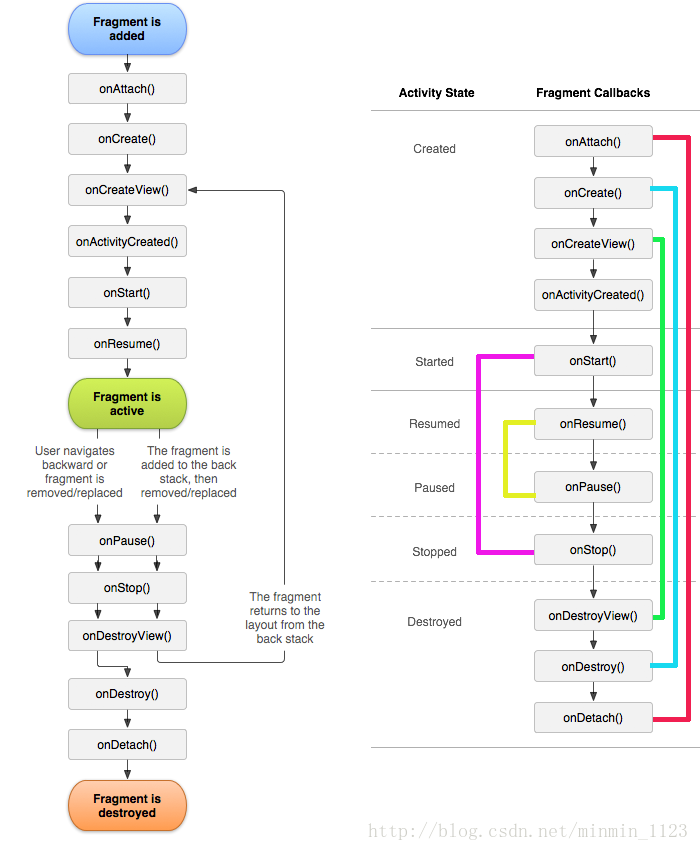 Fragment is
added
onAttach()
onCreate()
onCreateView()
onActivityCreated()
onStart()
onResume()
Fragment is
active
User navigates
backward or
fragment is
removed/replaced
The fragment is
added to the back
stack, then
removed/replaced
onPause()
onStop()
onDestroyView()
The fragment
returns to the
layout from the
back stack
onDestroy()
onDetach()
Fragment is
destroyed
Activity State
Fragment Callbacks
Created
onAttach()
onCreate()
onCreateView()
onActivityCreated()
Started
onStart()
Resumed
onResume()
Paused
onPause()
Stopped
onStop()
Destroyed
onDestroyView()
onDestroy()
onDetach()
http://blog.csdn.net/minmin_1123